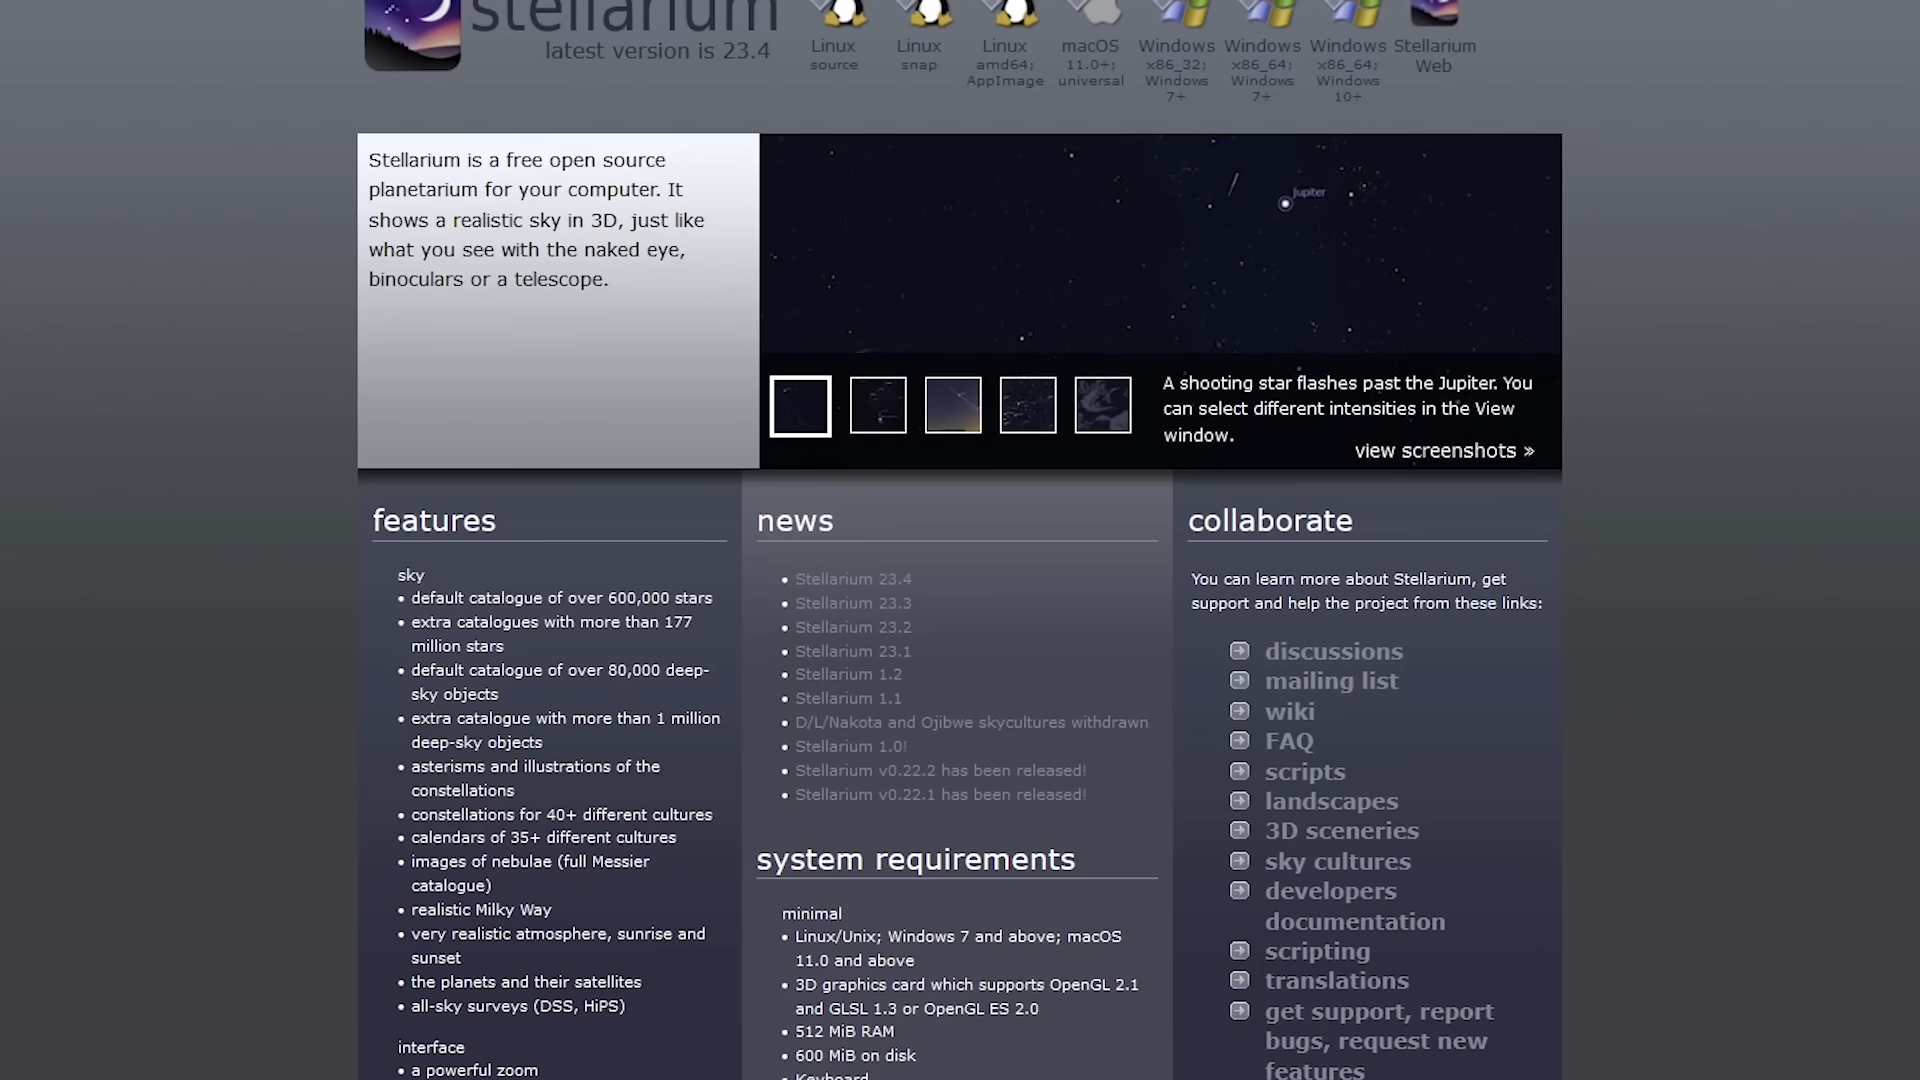 stellarium
latest version is 23.4
Linux
source
Linux
snap
Linux
amd64;
AppImage
macOS
11.0+;
universal
Windows
x86_32;
Windows
7+
Windows
x86_64;
Windows
7+
Windows
x86_64;
Windows
10+
Stellarium
Web
Stellarium is a free open source
planetarium for your computer. It
shows a realistic sky in 3D, just like
what you see with the naked eye,
binoculars or a telescope.
Jupiter
A shooting star flashes past the Jupiter. You
can select different intensities in the View
window.
view screenshots »
features
sky
• default catalogue of over 600,000 stars
• extra catalogues with more than 177
million stars
• default catalogue of over 80,000 deep-
sky objects
• extra catalogue with more than 1 million
deep-sky objects
• asterisms and illustrations of the
constellations
• constellations for 40+ different cultures
• calendars of 35+ different cultures
• images of nebulae (full Messier
catalogue)
• realistic Milky Way
• very realistic atmosphere, sunrise and
sunset
• the planets and their satellites
• all-sky surveys (DSS, HiPS)
interface
• a powerful zoom
news
• Stellarium 23.4
• Stellarium 23.3
• Stellarium 23.2
• Stellarium 23.1
• Stellarium 1.2
• Stellarium 1.1
• D/L/Nakota and Ojibwe skycultures withdrawn
• Stellarium 1.0!
• Stellarium v0.22.2 has been released!
• Stellarium v0.22.1 has been released!
system requirements
minimal
• Linux/Unix; Windows 7 and above; macOS
11.0 and above
• 3D graphics card which supports OpenGL 2.1
and GLSL 1.3 or OpenGL ES 2.0
• 512 MiB RAM
• 600 MiB on disk
• Keyboard
collaborate
You can learn more about Stellarium, get
support and help the project from these links:
discussions
mailing list
wiki
FAQ
scripts
landscapes
3D sceneries
sky cultures
developers
documentation
scripting
translations
get support, report
bugs, request new
features